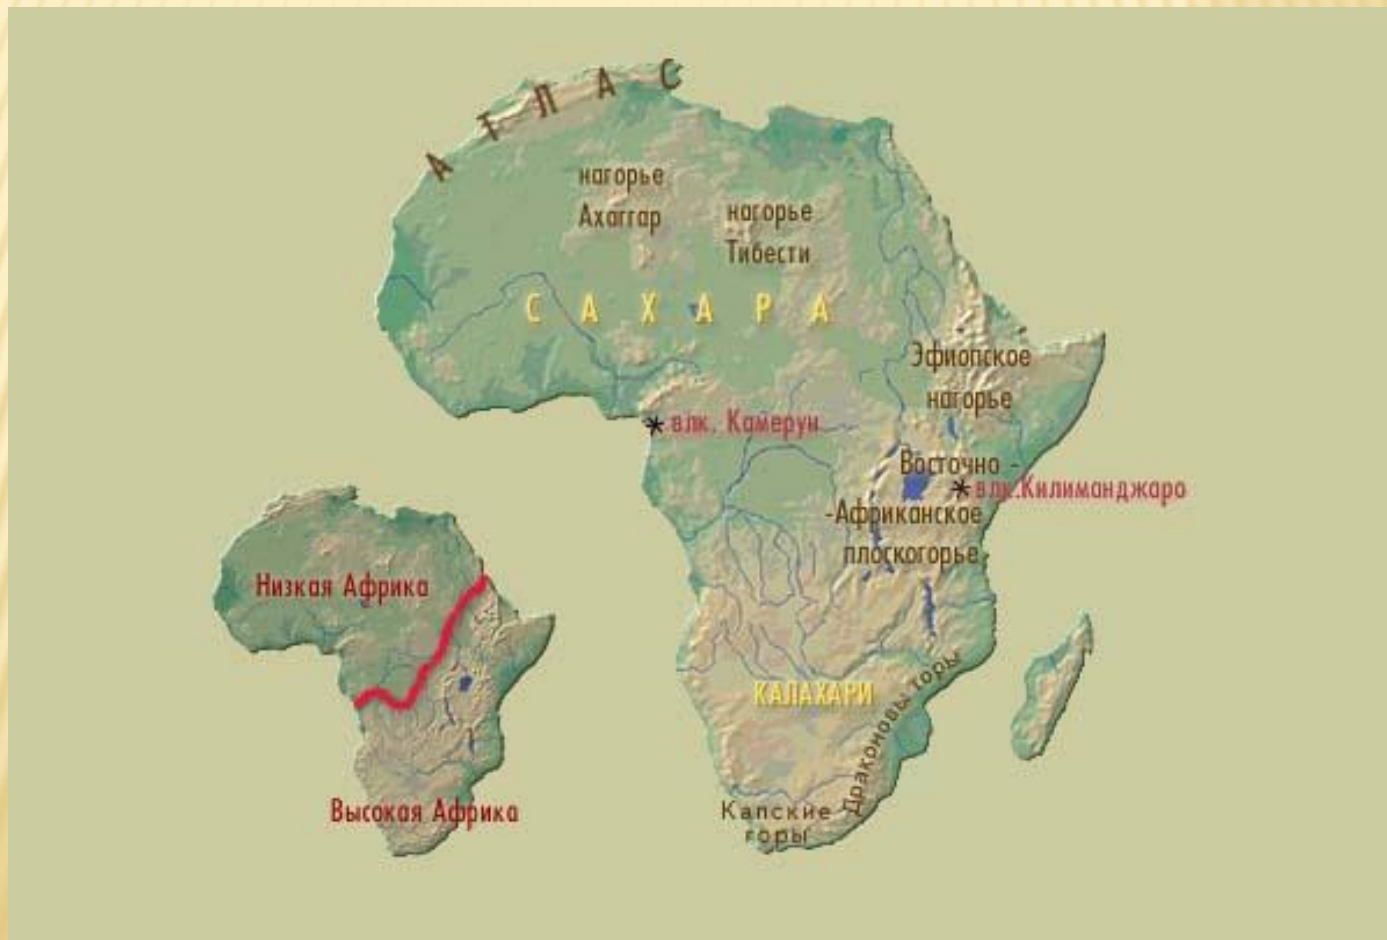 АТЛАС
нагорье
Ахаггар
нагорье
Тибести
САХАРА
Эфиопское
нагорье
влк. Камерун
Восточно -
влк.Килиманджаро
-Африканское
плоскогорье
Низкая Африка
Высокая Африка
КАЛАХАРИ
Драконовы горы
Капские
горы